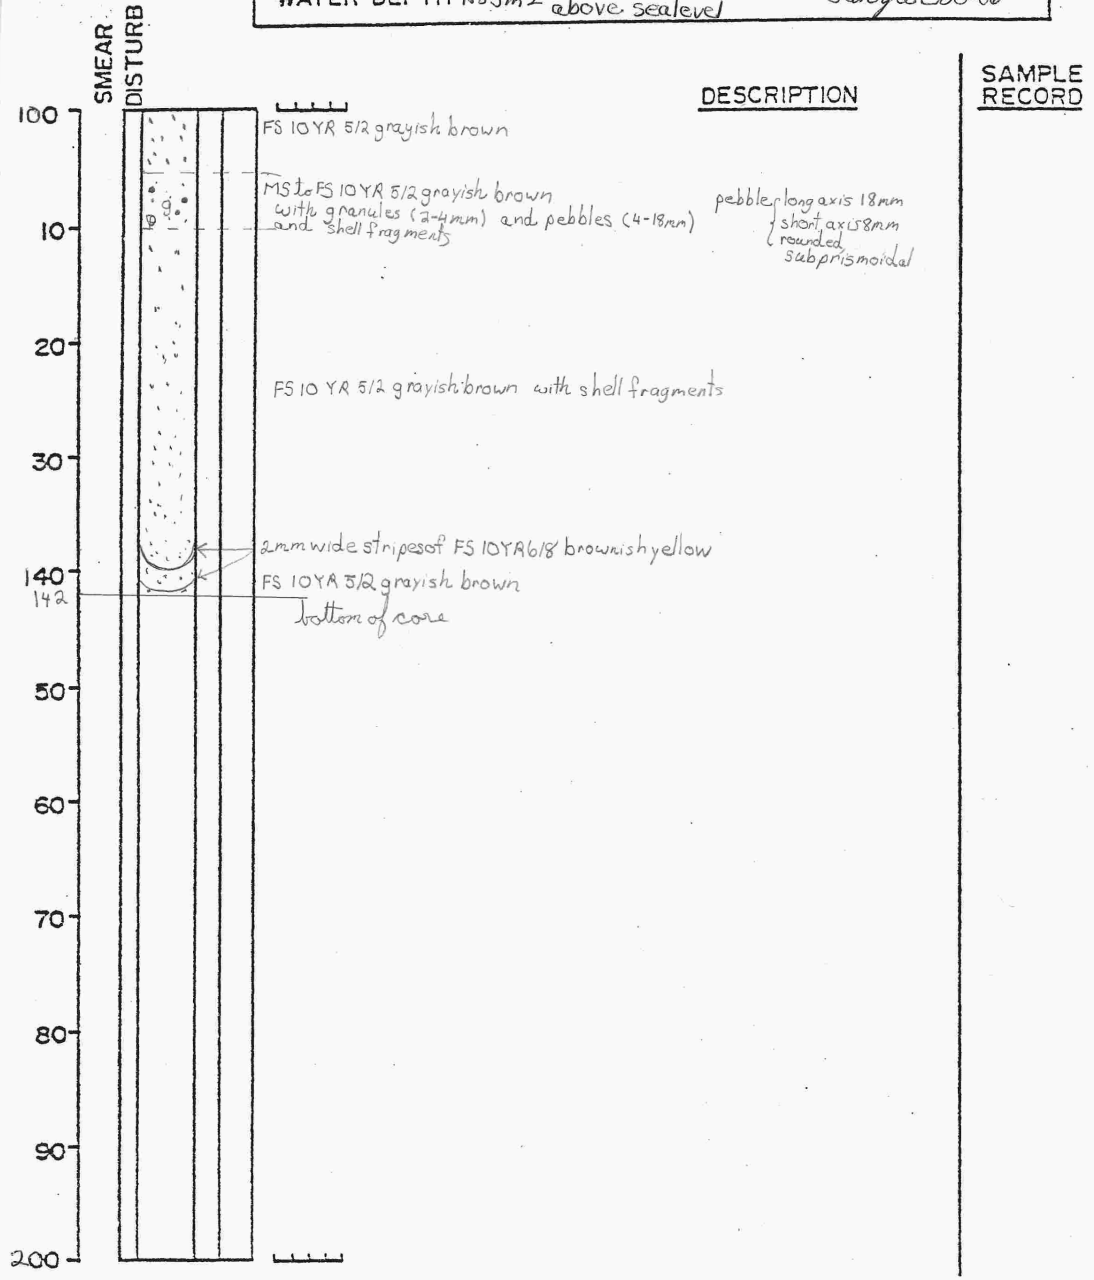 WATER DEPTH
above sealevel
SMEAR
DISTURB
DESCRIPTION
SAMPLE
RECORD
100
FS 10YR 5/2 grayish brown
MS to FS 10YR 5/2 grayish brown
with granules (2-4mm) and pebbles (4-18mm)
and shell fragments
pebble long axis 18mm
short axis 8mm
rounded
subprismoidal
10
20
FS 10 YR 5/2 grayish brown with shell fragments
30
2mm wide stripes of FS 10YR 6/8 brownish yellow
140
FS 10YR 5/2 grayish brown
142
bottom of core
50
60
70
80
90
200